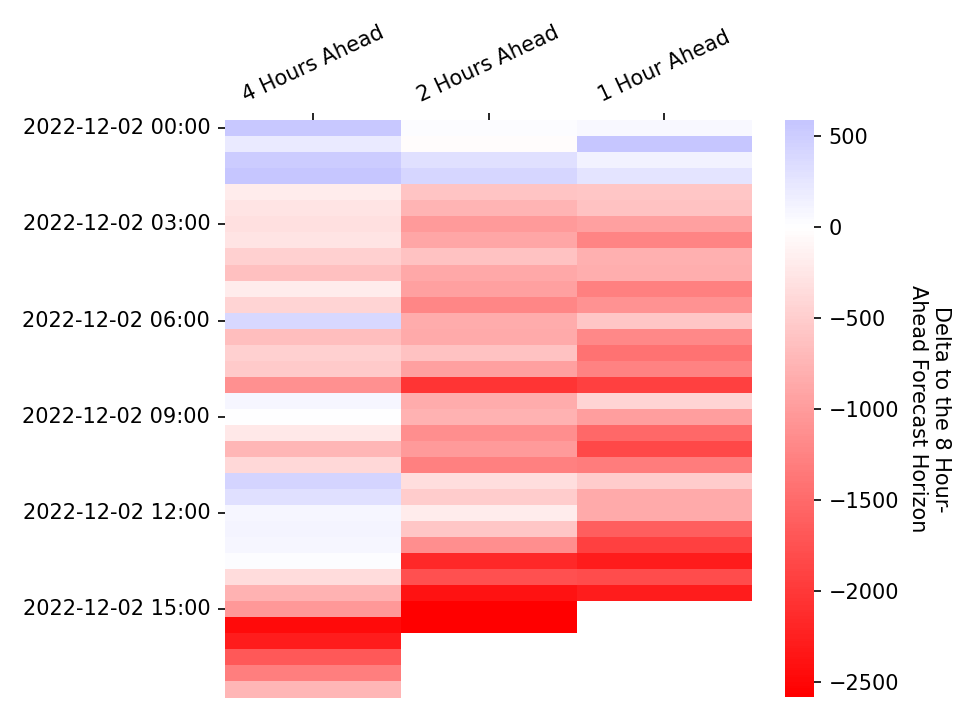 4 Hours Ahead
2 Hours Ahead
1 Hour Ahead
2022-12-02 00:00
2022-12-02 03:00
2022-12-02 06:00
2022-12-02 09:00
2022-12-02 12:00
2022-12-02 15:00
500
0
−500
−1000
−1500
−2000
−2500
Delta to the 8 Hour-
Ahead Forecast Horizon